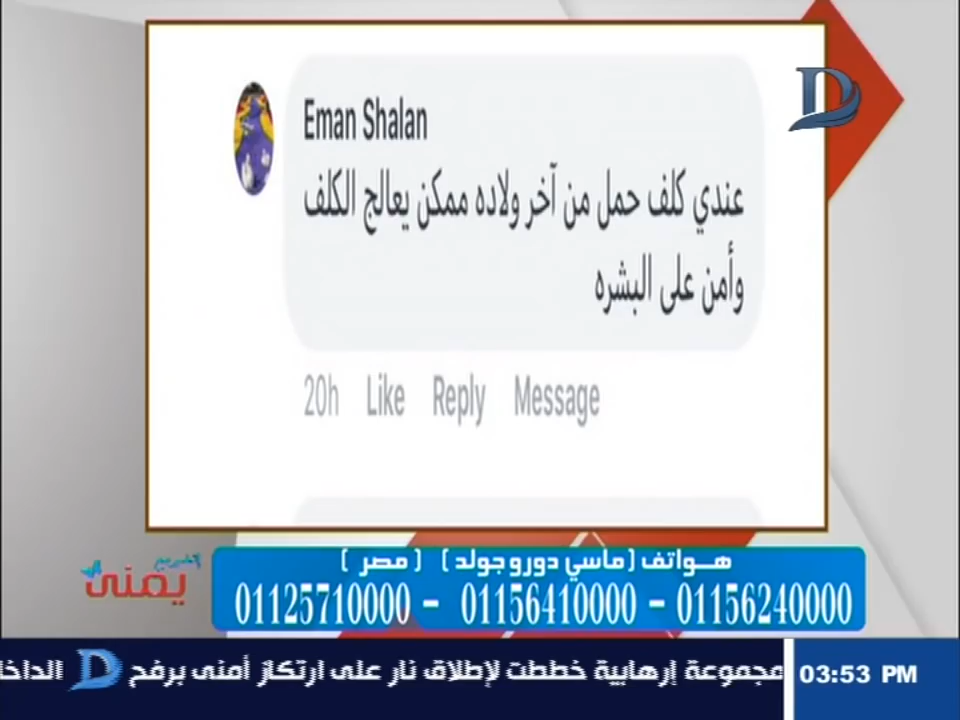 Eman Shalan
عندي كلف حمل من آخر ولاده ممكن يعالج الكلف
وأمن على البشره
20h Like Reply Message
هـواتف (ماسي دورو جولد) (مصر)
01125710000 - 01156410000 - 01156240000
يمنى
مجموعة إرهابية خططت لإطلاق نار على ارتكاز أمنى برفح
03:53 PM